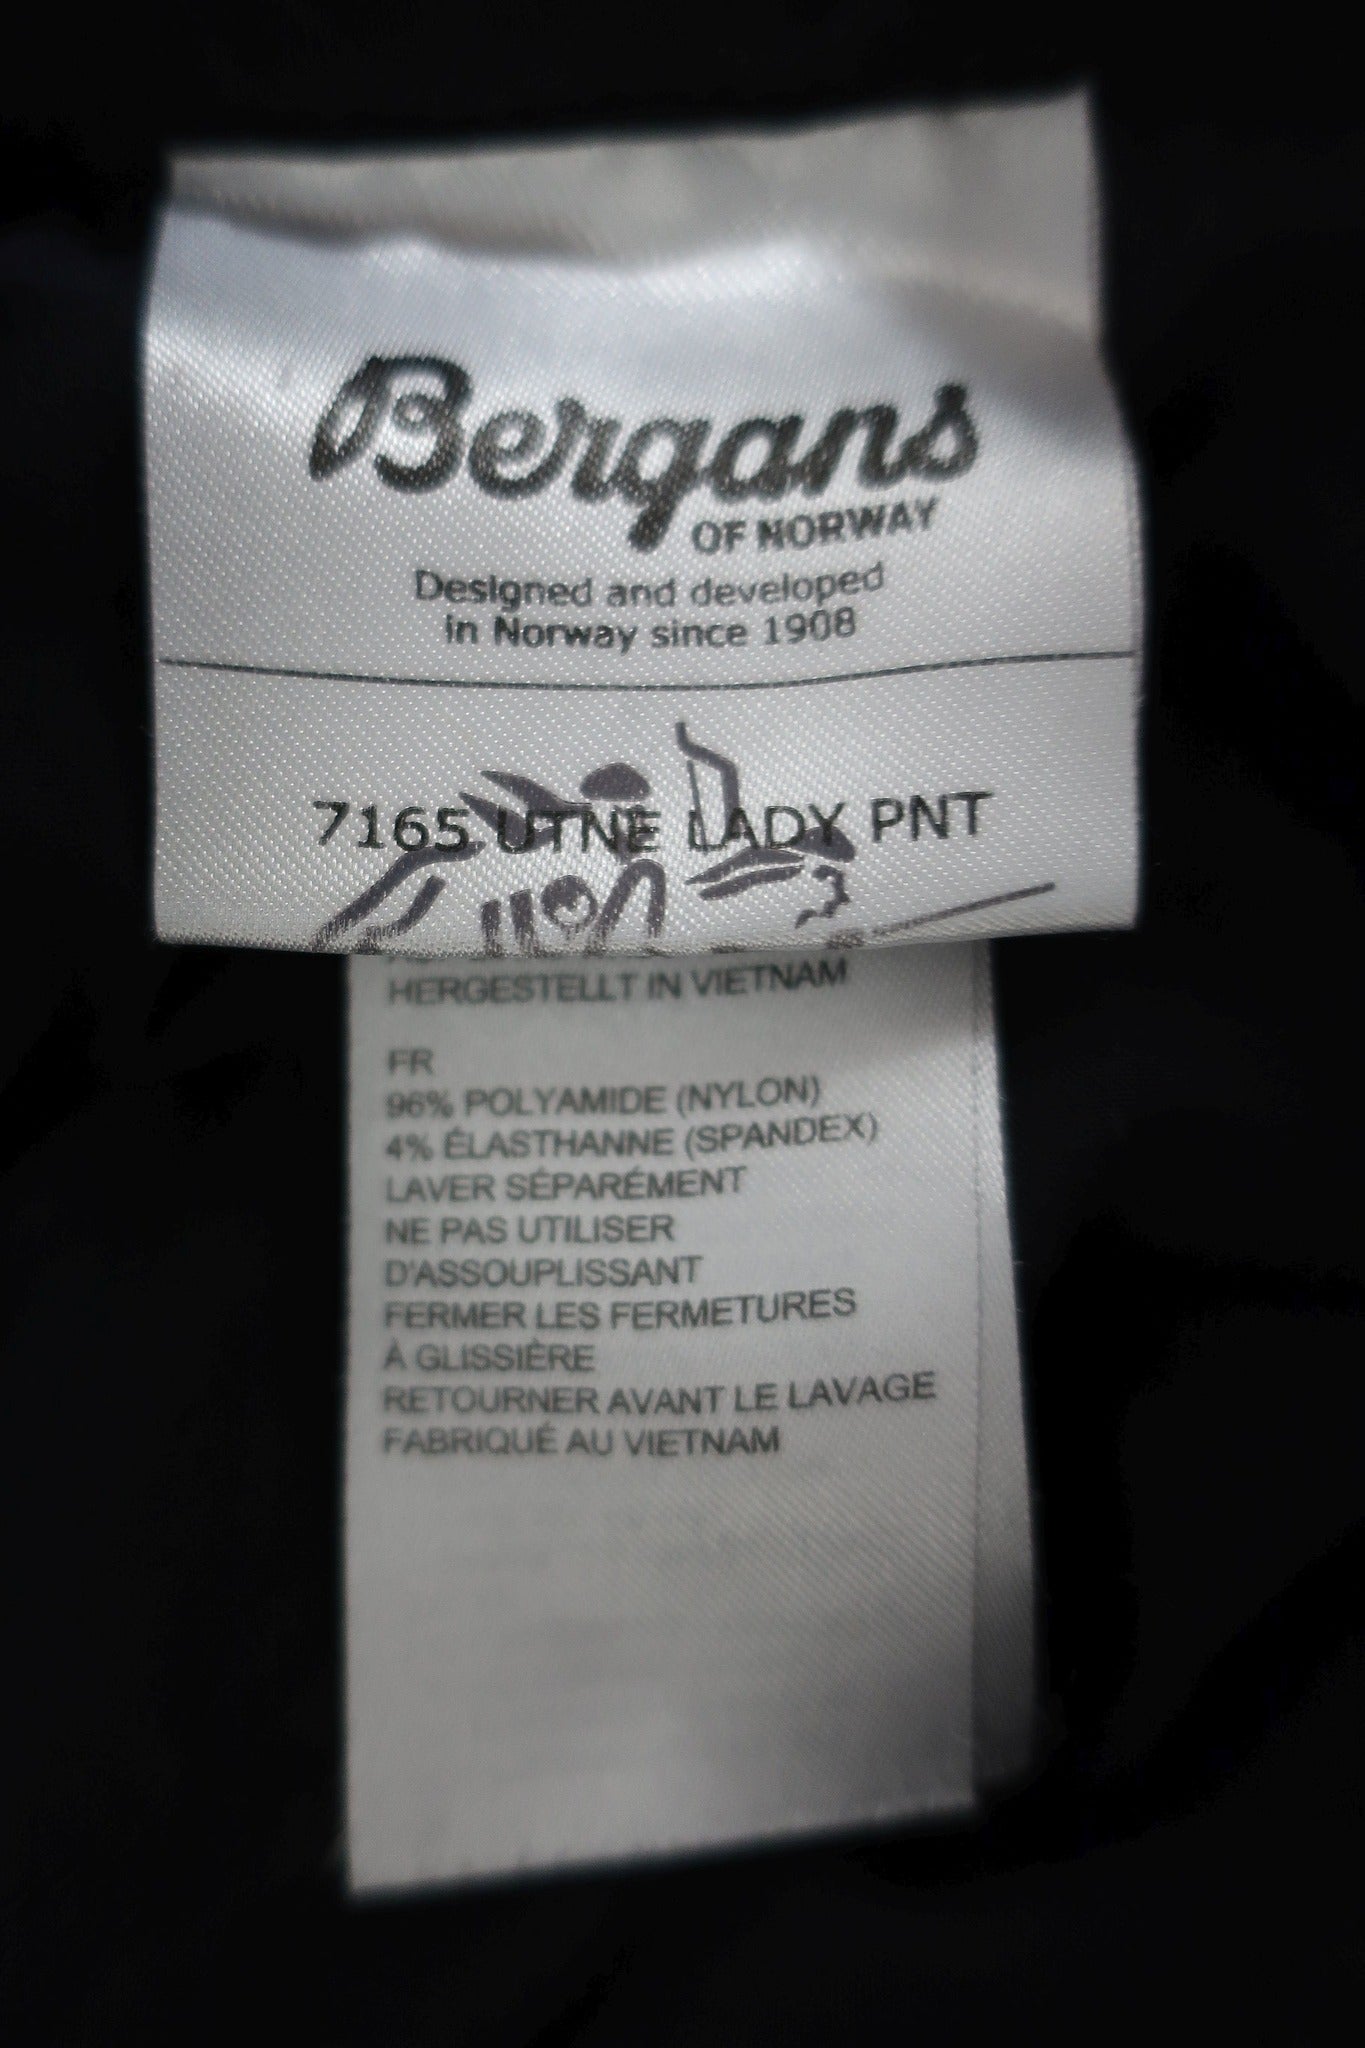 Bergans
OF NORWAY
Designed and developed
in Norway since 1908
7165 UTNE LADY PNT
HERGESTELLT IN VIETNAM
FR
96% POLYAMIDE (NYLON)
4% ÉLASTHANNE (SPANDEX)
LAVER SÉPARÉMENT
NE PAS UTILISER
D'ASSOUPLISSANT
FERMER LES FERMETURES
À GLISSIÈRE
RETOURNER AVANT LE LAVAGE
FABRIQUÉ AU VIETNAM